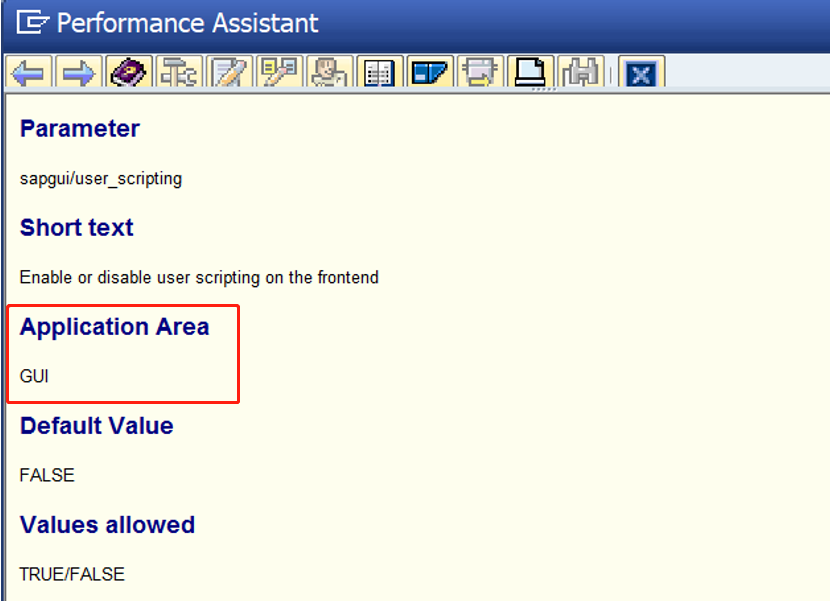 Performance Assistant
Parameter
sapgui/user_scripting
Short text
Enable or disable user scripting on the frontend
Application Area
GUI
Default Value
FALSE
Values allowed
TRUE/FALSE